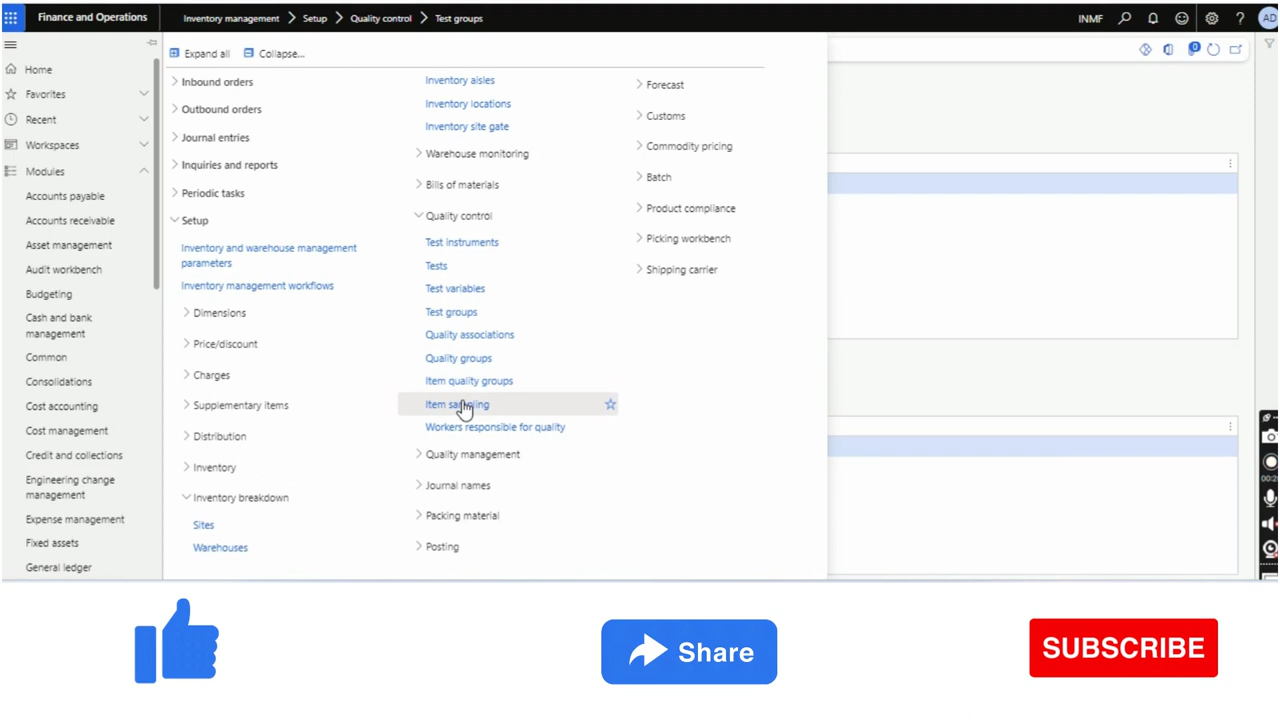 Finance and Operations
Inventory management > Setup > Quality control > Test groups
INMF
AD
Expand all
Collapse...
0
Home
Favorites
Recent
Workspaces
Modules
Accounts payable
Accounts receivable
Asset management
Audit workbench
Budgeting
Cash and bank
management
Common
Consolidations
Cost accounting
Cost management
Credit and collections
Engineering change
management
Expense management
Fixed assets
General ledger
Inbound orders
Outbound orders
Journal entries
Inquiries and reports
Periodic tasks
Setup
Inventory and warehouse management
parameters
Inventory management workflows
Dimensions
Price/discount
Charges
Supplementary items
Distribution
Inventory
Inventory breakdown
Sites
Warehouses
Inventory aisles
Inventory locations
Inventory site gate
Warehouse monitoring
Bills of materials
Quality control
Test instruments
Tests
Test variables
Test groups
Quality associations
Quality groups
Item quality groups
Item sampling
Workers responsible for quality
Quality management
Journal names
Packing material
Posting
Forecast
Customs
Commodity pricing
Batch
Product compliance
Picking workbench
Shipping carrier
Share
SUBSCRIBE